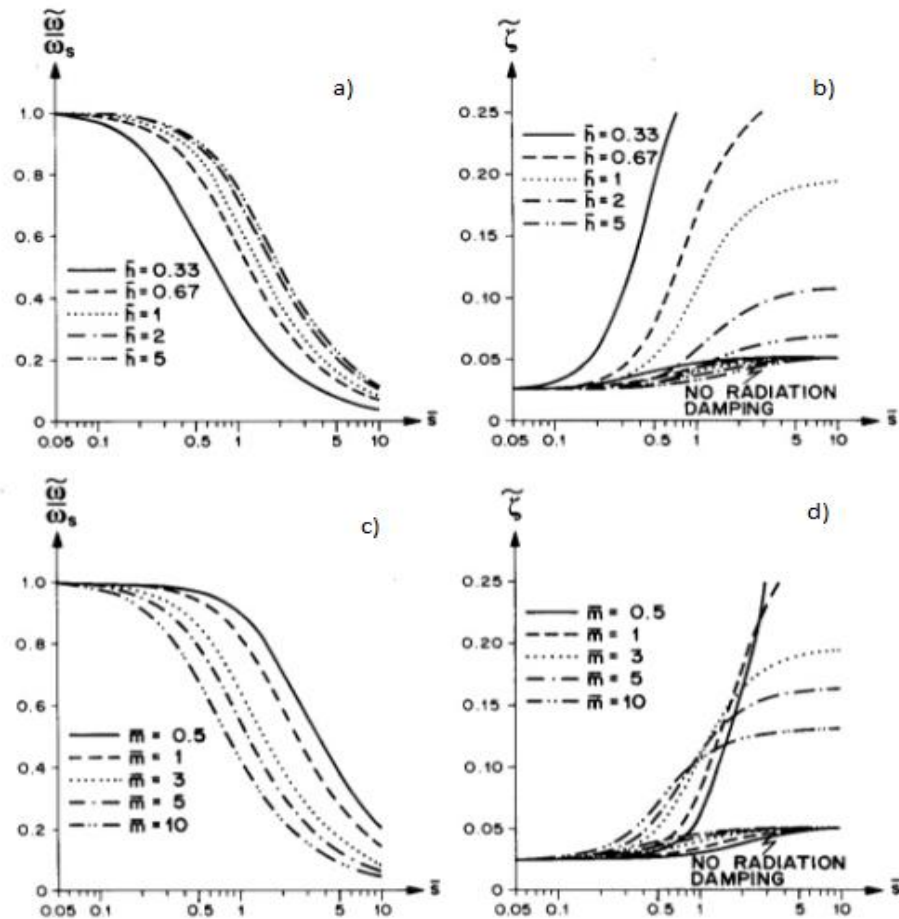 ω̃/ωs
a)
1.0
0.8
0.6
0.4
0.2
0
h̄ = 0.33
h̄ = 0.67
h̄ = 1
h̄ = 2
h̄ = 5
0.05 0.1 0.5 1 5 10 s̄
ζ̃
b)
0.25
0.20
0.15
0.10
0.05
0
h̄ = 0.33
h̄ = 0.67
h̄ = 1
h̄ = 2
h̄ = 5
NO RADIATION
DAMPING
0.05 0.1 0.5 1 5 10 s̄
ω̃/ωs
c)
1.0
0.8
0.6
0.4
0.2
0
m̄ = 0.5
m̄ = 1
m̄ = 3
m̄ = 5
m̄ = 10
0.05 0.1 0.5 1 5 10 s̄
ζ̃
d)
0.25
0.20
0.15
0.10
0.05
0
m̄ = 0.5
m̄ = 1
m̄ = 3
m̄ = 5
m̄ = 10
NO RADIATION
DAMPING
0.05 0.1 0.5 1 5 10 s̄